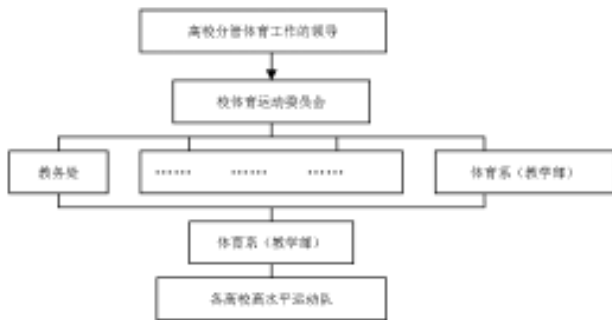 高校分管体育工作的领导
校体育运动委员会
教务处
…… …… ……
体育系（教学部）
体育系（教学部）
各高校高水平运动队